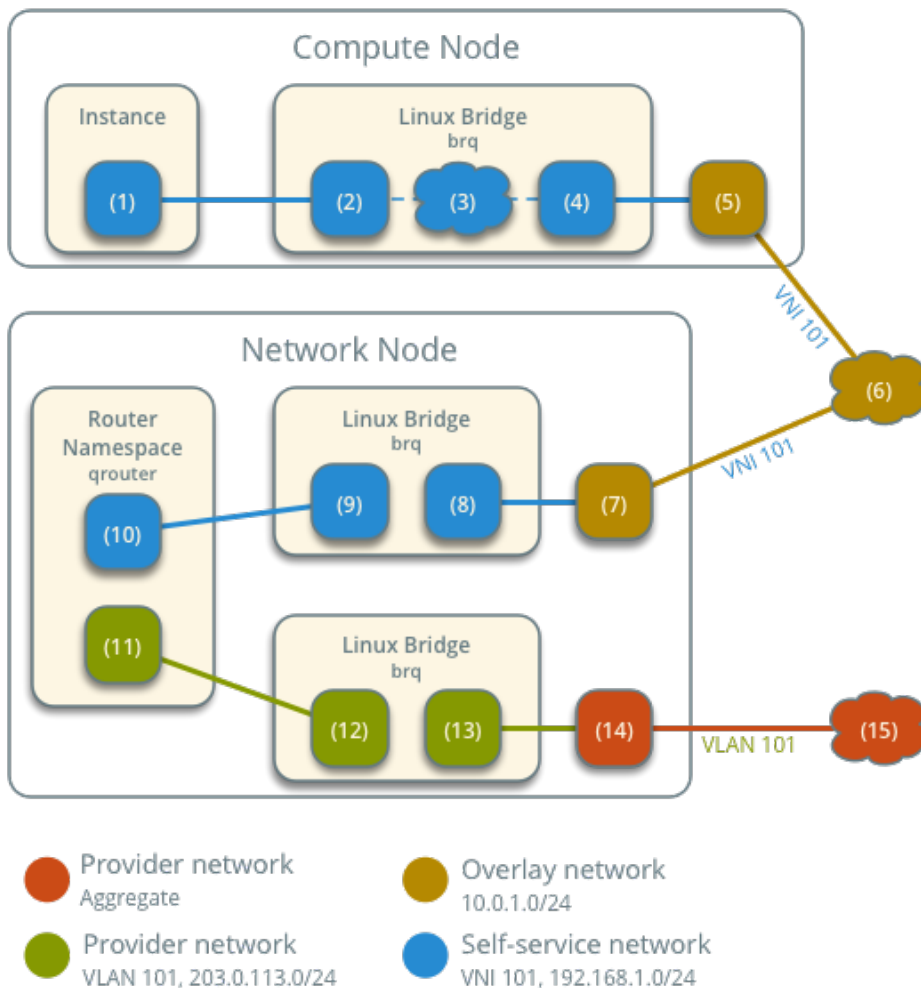 Compute Node
Instance
Linux Bridge
brq
(1)
(2)
(3)
(4)
(5)
VNI 101
(6)
Network Node
Router
Namespace
qrouter
Linux Bridge
brq
VNI 101
(10)
(9)
(8)
(7)
(11)
Linux Bridge
brq
(12)
(13)
(14)
VLAN 101
(15)
Provider network
Aggregate
Overlay network
10.0.1.0/24
Provider network
VLAN 101, 203.0.113.0/24
Self-service network
VNI 101, 192.168.1.0/24